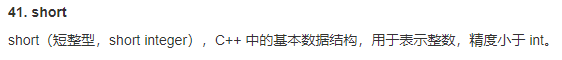 41. short
short（短整型，short integer）, C++ 中的基本数据结构，用于表示整数，精度小于 int。